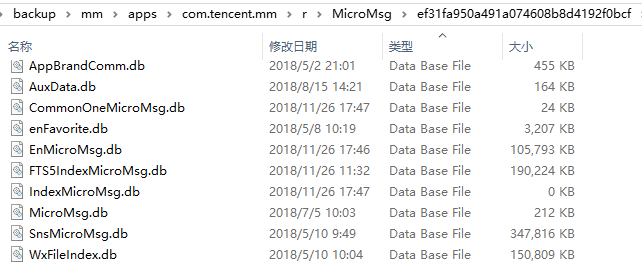 backup > mm > apps > com.tencent.mm > r > MicroMsg > ef31fa950a491a074608b8d4192f0bcf
名称 修改日期 类型 大小
AppBrandComm.db 2018/5/2 21:01 Data Base File 455 KB
AuxData.db 2018/8/15 14:21 Data Base File 164 KB
CommonOneMicroMsg.db 2018/11/26 17:47 Data Base File 24 KB
enFavorite.db 2018/5/8 10:19 Data Base File 3,207 KB
EnMicroMsg.db 2018/11/26 17:46 Data Base File 105,793 KB
FTS5IndexMicroMsg.db 2018/11/26 11:32 Data Base File 190,224 KB
IndexMicroMsg.db 2018/11/26 17:47 Data Base File 0 KB
MicroMsg.db 2018/7/5 10:03 Data Base File 212 KB
SnsMicroMsg.db 2018/5/10 9:49 Data Base File 347,816 KB
WxFileIndex.db 2018/5/10 10:04 Data Base File 150,809 KB